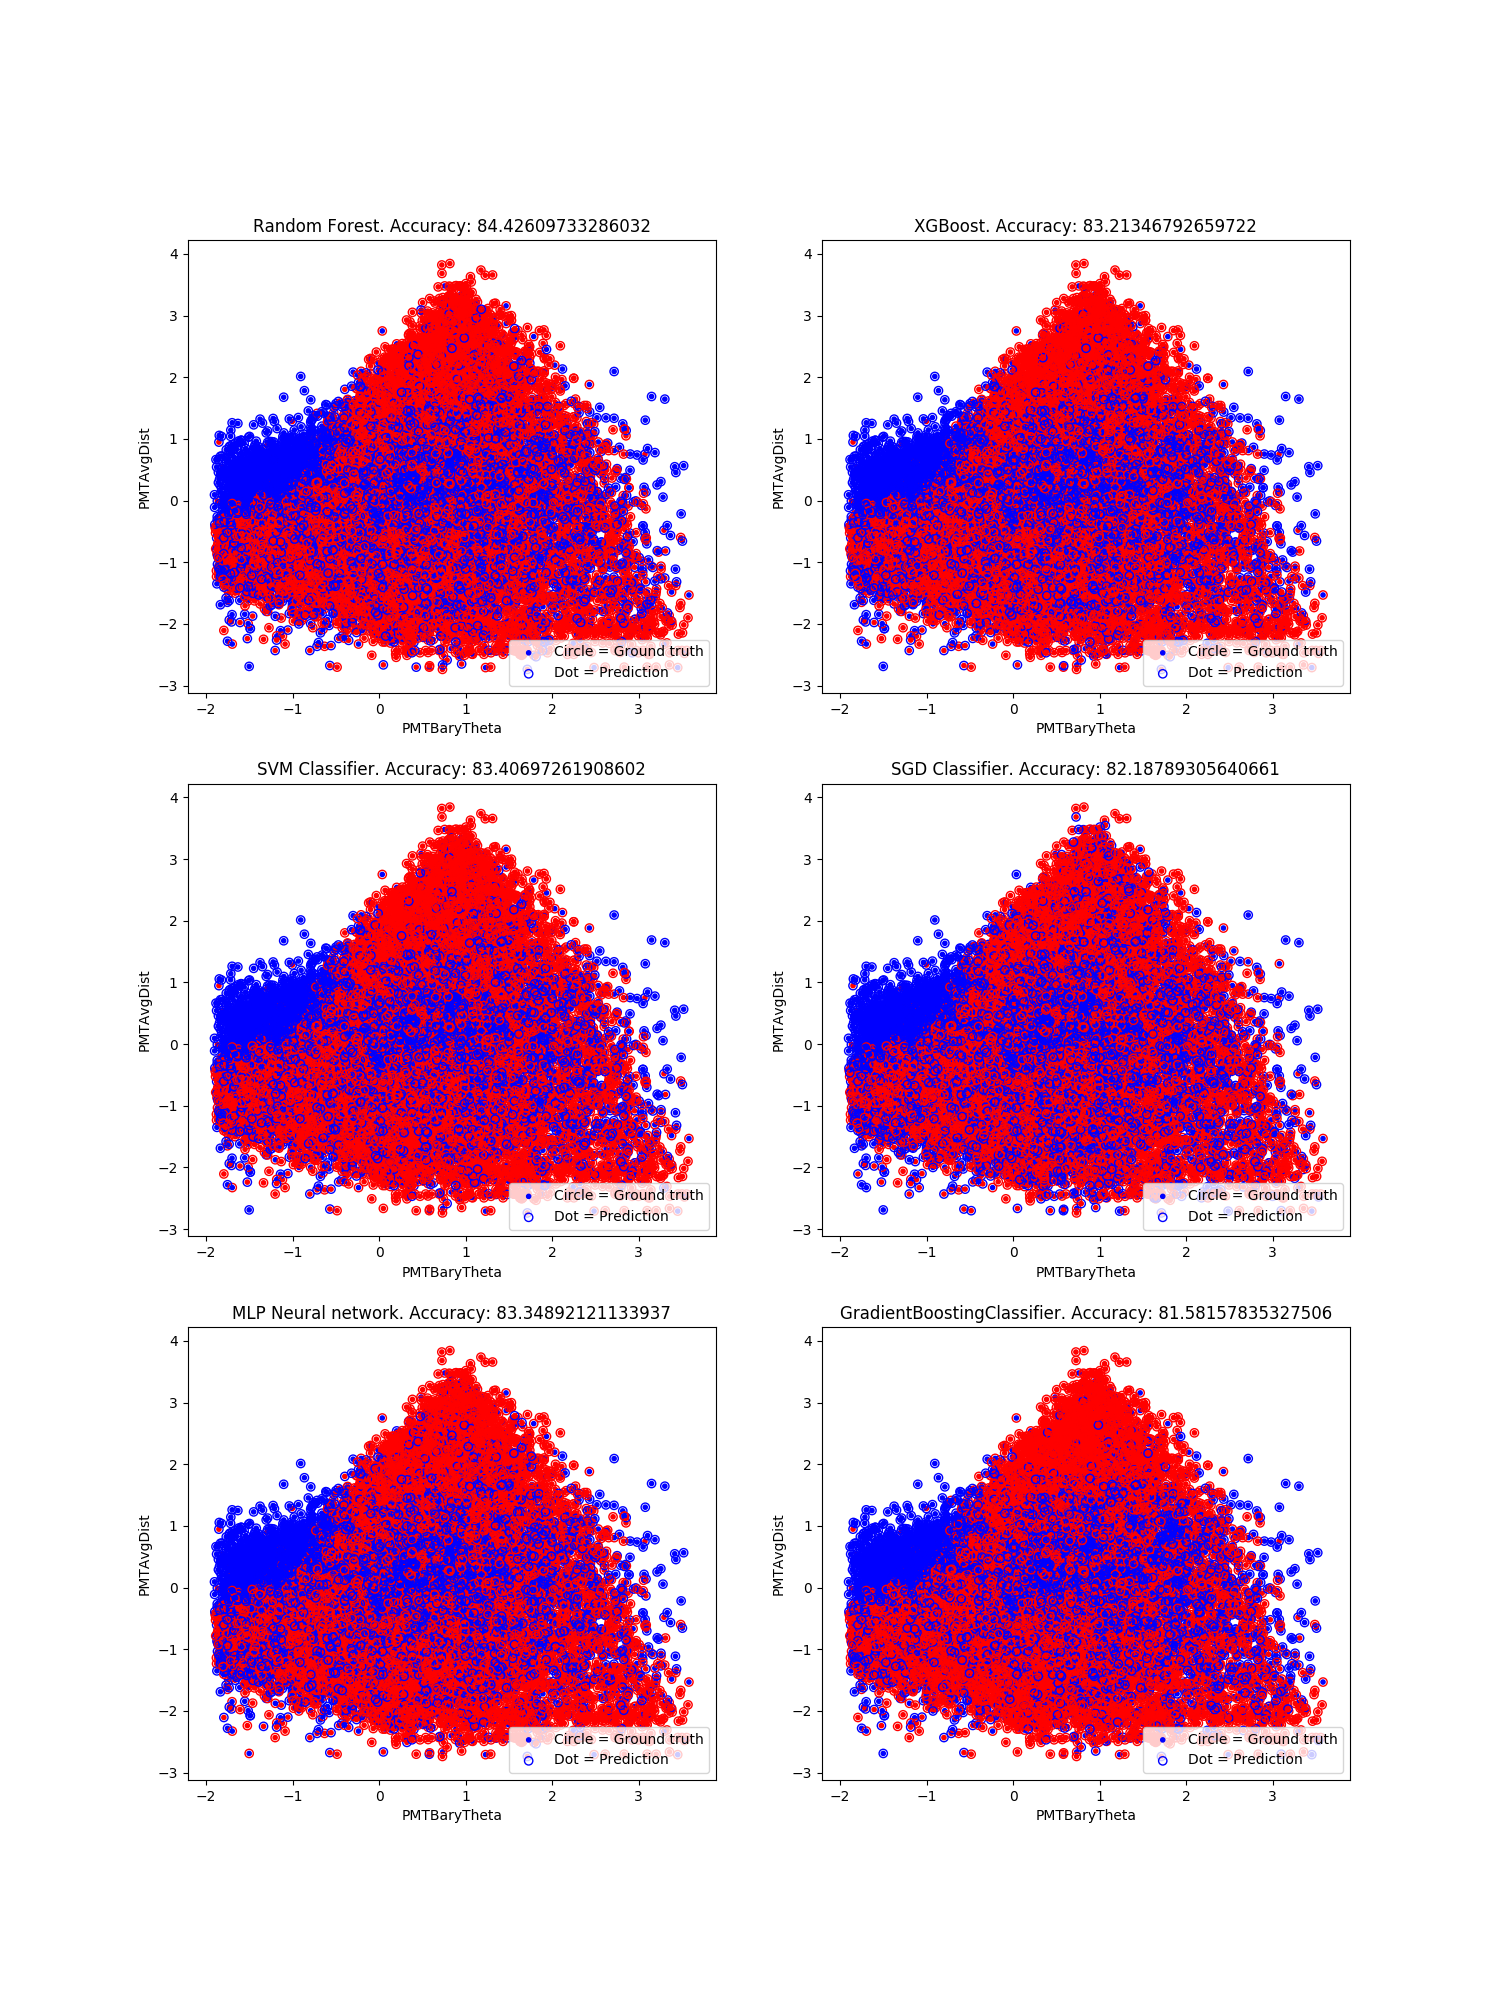 Random Forest. Accuracy: 84.42609733286032
4
3
2
1
0
−1
−2
−3
PMTAvgDist
Circle = Ground truth
Dot = Prediction
−2 −1 0 1 2 3
PMTBaryTheta
XGBoost. Accuracy: 83.21346792659722
4
3
2
1
0
−1
−2
−3
PMTAvgDist
Circle = Ground truth
Dot = Prediction
−2 −1 0 1 2 3
PMTBaryTheta
SVM Classifier. Accuracy: 83.40697261908602
4
3
2
1
0
−1
−2
−3
PMTAvgDist
Circle = Ground truth
Dot = Prediction
−2 −1 0 1 2 3
PMTBaryTheta
SGD Classifier. Accuracy: 82.18789305640661
4
3
2
1
0
−1
−2
−3
PMTAvgDist
Circle = Ground truth
Dot = Prediction
−2 −1 0 1 2 3
PMTBaryTheta
MLP Neural network. Accuracy: 83.34892121133937
4
3
2
1
0
−1
−2
−3
PMTAvgDist
Circle = Ground truth
Dot = Prediction
−2 −1 0 1 2 3
PMTBaryTheta
GradientBoostingClassifier. Accuracy: 81.58157835327506
4
3
2
1
0
−1
−2
−3
PMTAvgDist
Circle = Ground truth
Dot = Prediction
−2 −1 0 1 2 3
PMTBaryTheta